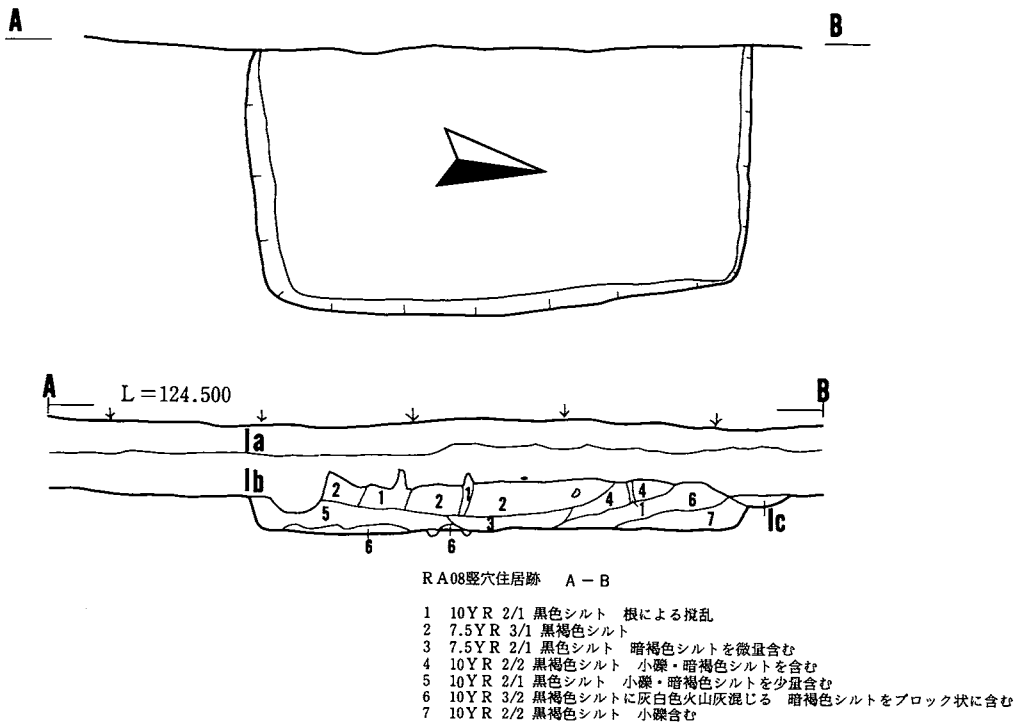 A B
A L=124.500 B
Ia
Ib
2 1 2 1 2 4 4 1 6
5 3 7 Ic
6 6
RA08竪穴住居跡 A-B
1 10YR 2/1 黒色シルト 根による撹乱
2 7.5YR 3/1 黒褐色シルト
3 7.5YR 2/1 黒色シルト 暗褐色シルトを微量含む
4 10YR 2/2 黒褐色シルト 小礫・暗褐色シルトを含む
5 10YR 2/1 黒色シルト 小礫・暗褐色シルトを少量含む
6 10YR 3/2 黒褐色シルトに灰白色火山灰混じる 暗褐色シルトをブロック状に含む
7 10YR 2/2 黒褐色シルト 小礫含む